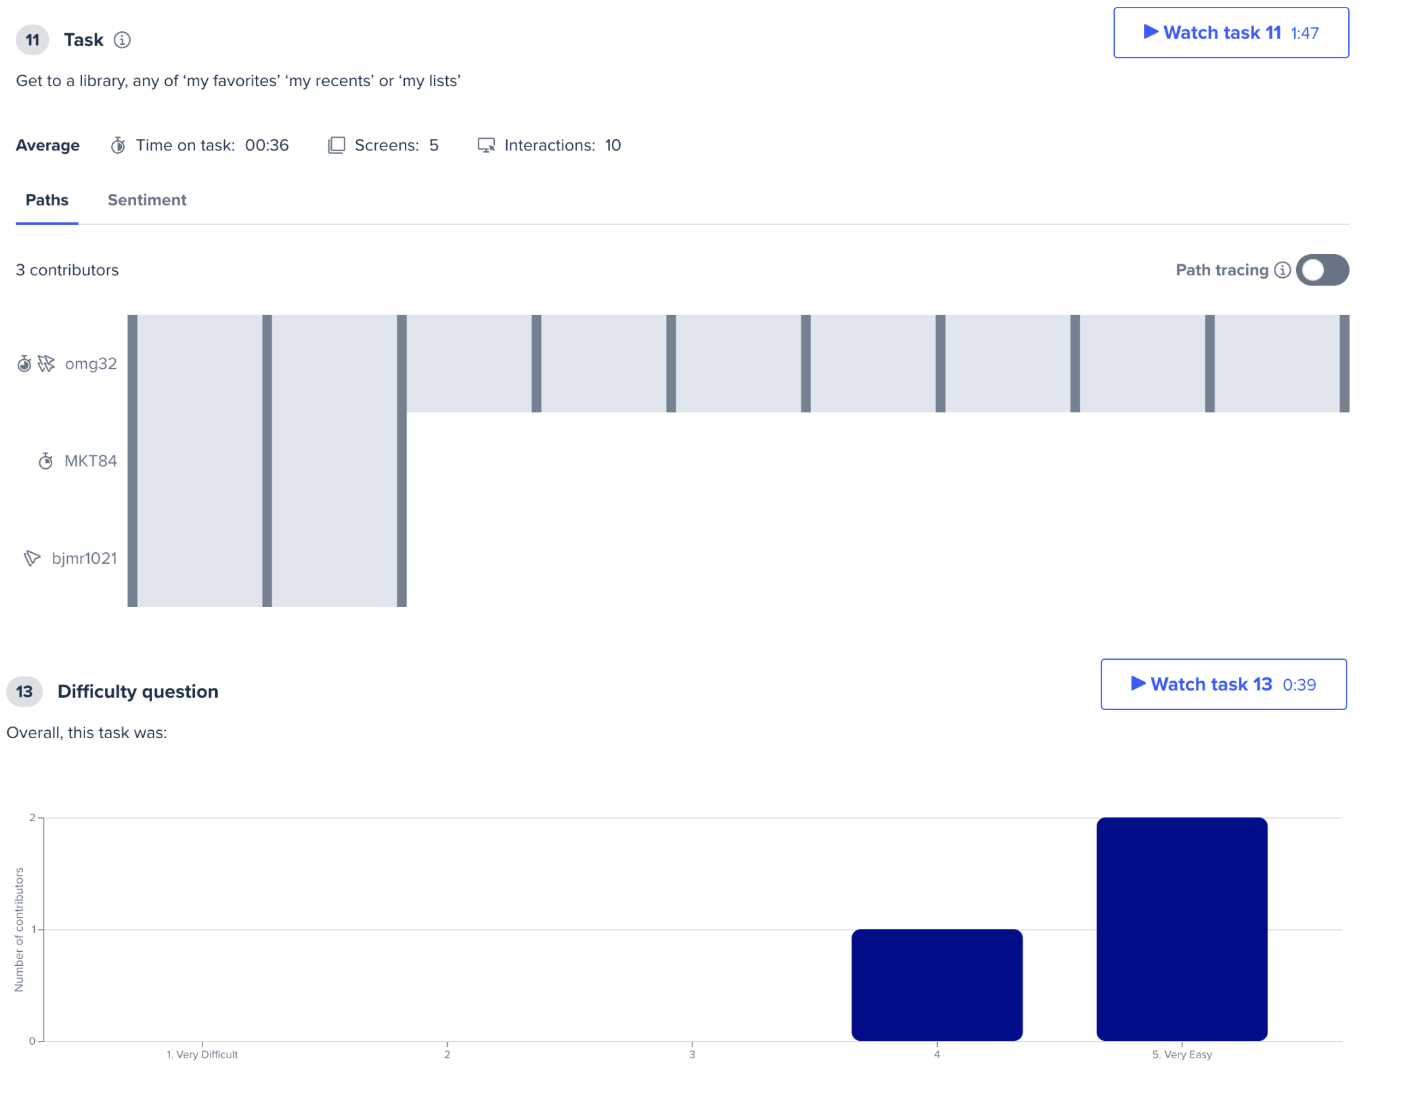 11 Task
Watch task 11 1:47
Get to a library, any of ‘my favorites’ ‘my recents’ or ‘my lists’
Average Time on task: 00:36 Screens: 5 Interactions: 10
Paths Sentiment
3 contributors
Path tracing
omg32
MKT84
bjmr1021
13 Difficulty question
Watch task 13 0:39
Overall, this task was:
Number of contributors
2
1
0
1. Very Difficult 2 3 4 5. Very Easy